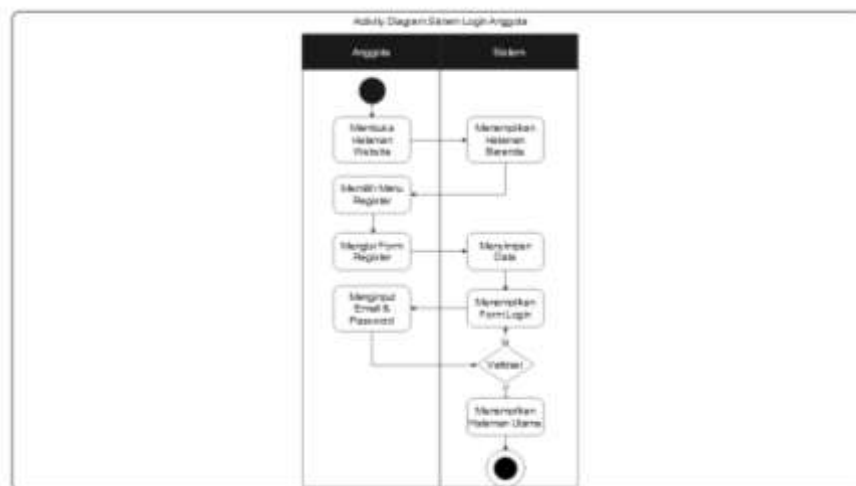 Activity Diagram Sistem Login Anggota
Anggota
Sistem
Membuka
Halaman
Website
Menampilkan
Halaman
Beranda
Memilih Menu
Register
Mengisi Form
Register
Menyimpan
Data
Menginput
Email &
Password
Menampilkan
Form Login
Validasi
Menampilkan
Halaman Utama